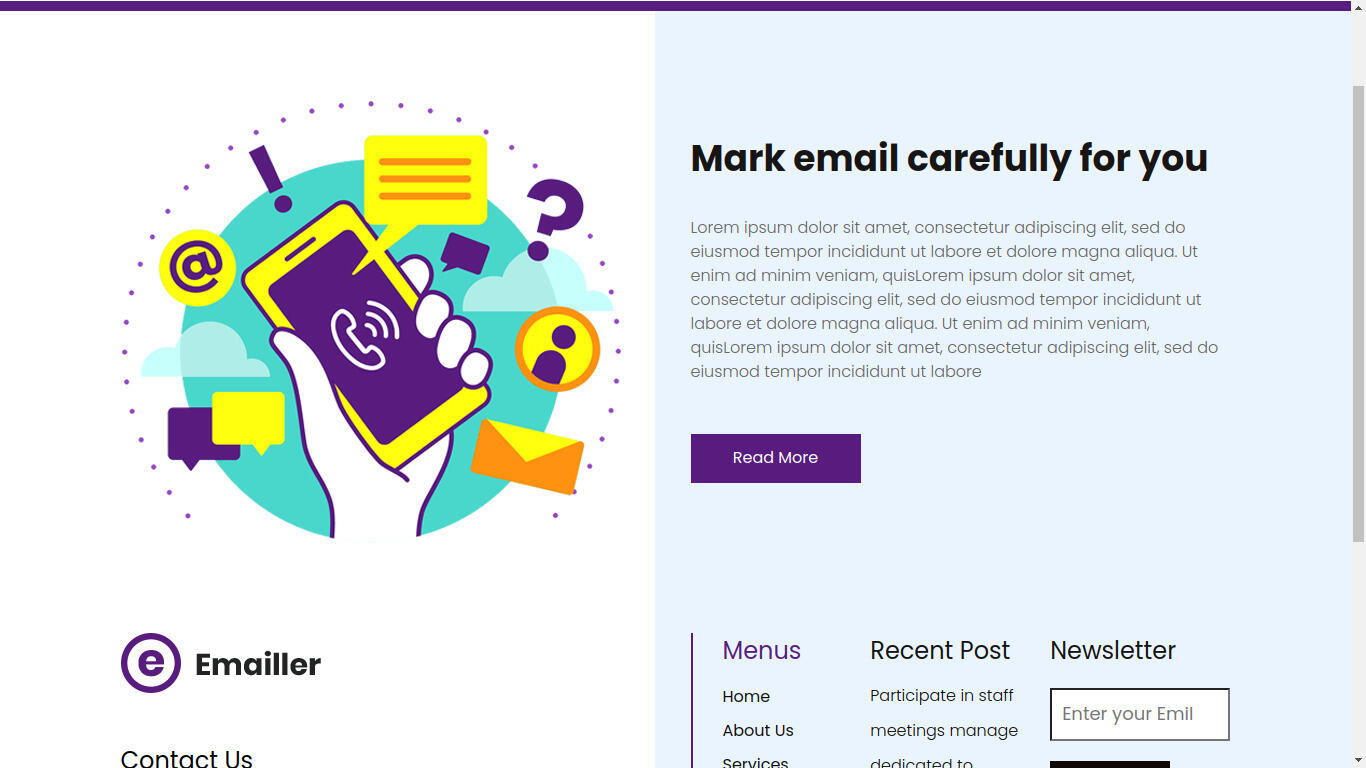 @
Mark email carefully for you
Lorem ipsum dolor sit amet, consectetur adipiscing elit, sed do
eiusmod tempor incididunt ut labore et dolore magna aliqua. Ut
enim ad minim veniam, quisLorem ipsum dolor sit amet,
consectetur adipiscing elit, sed do eiusmod tempor incididunt ut
labore et dolore magna aliqua. Ut enim ad minim veniam,
quisLorem ipsum dolor sit amet, consectetur adipiscing elit, sed do
eiusmod tempor incididunt ut labore
Read More
e Emailler
Contact Us
Menus
Home
About Us
Services
Recent Post
Participate in staff
meetings manage
dedicated to
Newsletter
Enter your Emil